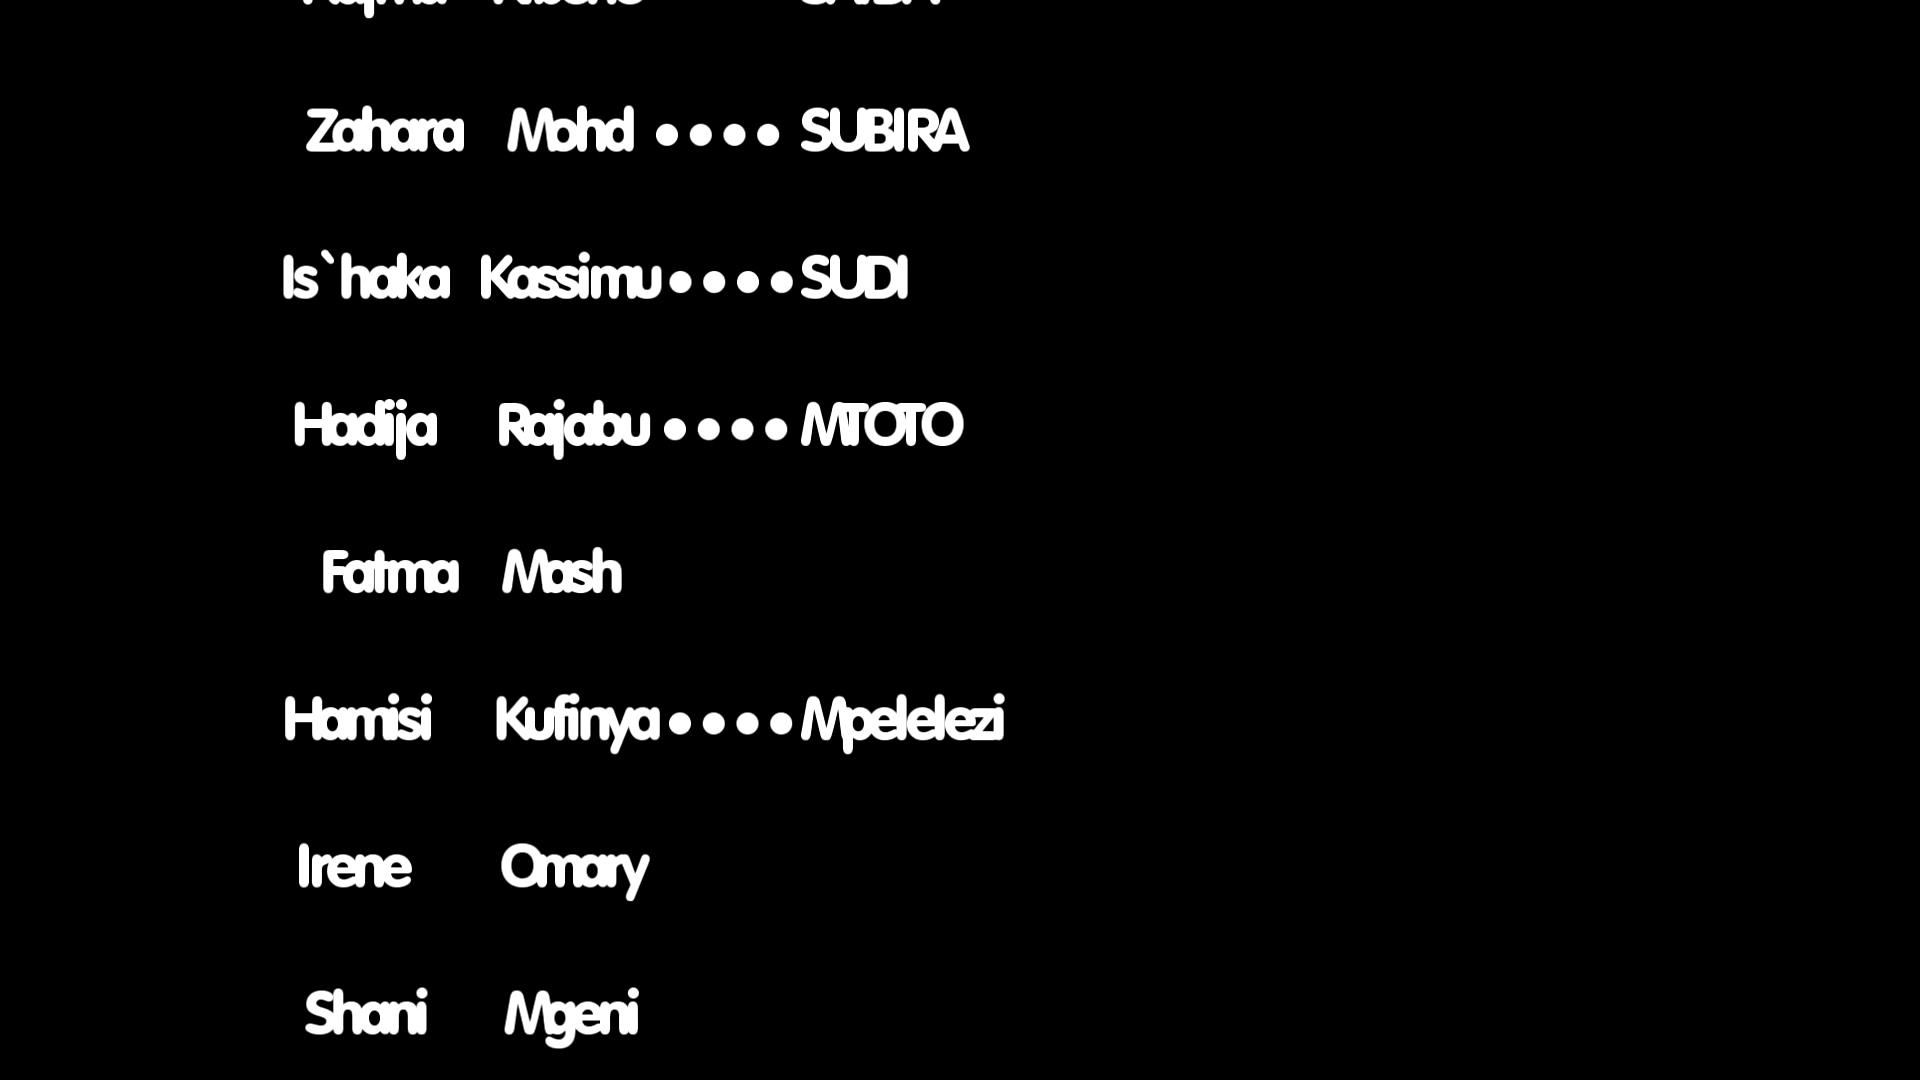 Zahara Mohd •••• SUBIRA
Is`haka Kassimu •••• SUDI
Hadija Rajabu •••• MTOTO
Fatma Mash
Hamisi Kufinya •••• Mpelelezi
Irene Omary
Shani Mgeni